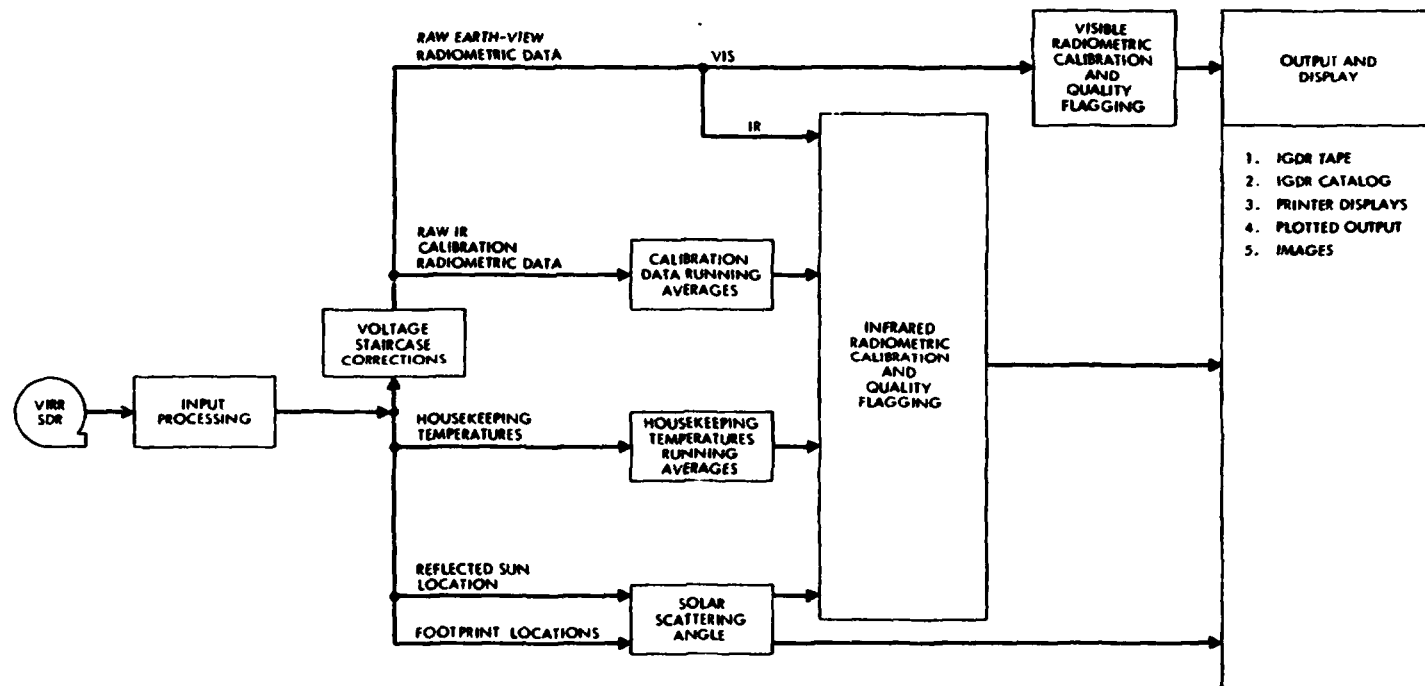 RAW EARTH-VIEW
RADIOMETRIC DATA
VIS
VISIBLE
RADIOMETRIC
CALIBRATION
AND
QUALITY
FLAGGING
OUTPUT AND
DISPLAY
IR
1. IGDR TAPE
2. IGDR CATALOG
3. PRINTER DISPLAYS
4. PLOTTED OUTPUT
5. IMAGES
RAW IR
CALIBRATION
RADIOMETRIC DATA
CALIBRATION
DATA RUNNING
AVERAGES
VOLTAGE
STAIRCASE
CORRECTIONS
INFRARED
RADIOMETRIC
CALIBRATION
AND
QUALITY
FLAGGING
VIRR
SDR
INPUT
PROCESSING
HOUSEKEEPING
TEMPERATURES
HOUSEKEEPING
TEMPERATURES
RUNNING
AVERAGES
REFLECTED SUN
LOCATION
SOLAR
SCATTERING
ANGLE
FOOTPRINT LOCATIONS